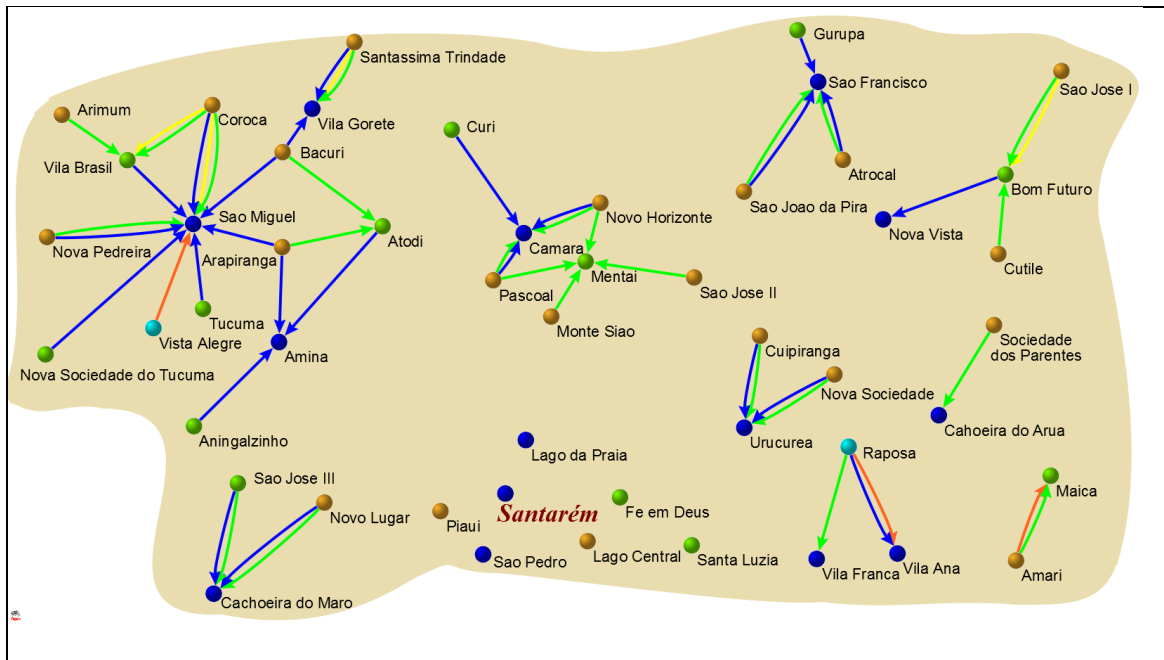 Gurupa
Santassima Trindade
Sao Francisco
Sao Jose I
Arimum
Coroca
Vila Gorete
Curi
Vila Brasil
Bacuri
Atrocal
Bom Futuro
Sao Joao da Pira
Sao Miguel
Novo Horizonte
Nova Vista
Atodi
Nova Pedreira
Arapiranga
Camara
Cutile
Mentai
Pascoal
Sao Jose II
Tucuma
Monte Siao
Vista Alegre
Amina
Sociedade
dos Parentes
Cuipiranga
Nova Sociedade do Tucuma
Nova Sociedade
Cahoeira do Arua
Aningalzinho
Urucurea
Lago da Praia
Raposa
Sao Jose III
Maica
Novo Lugar
Santarém
Fe em Deus
Piaui
Sao Pedro
Lago Central
Santa Luzia
Vila Franca
Vila Ana
Amari
Cachoeira do Maro